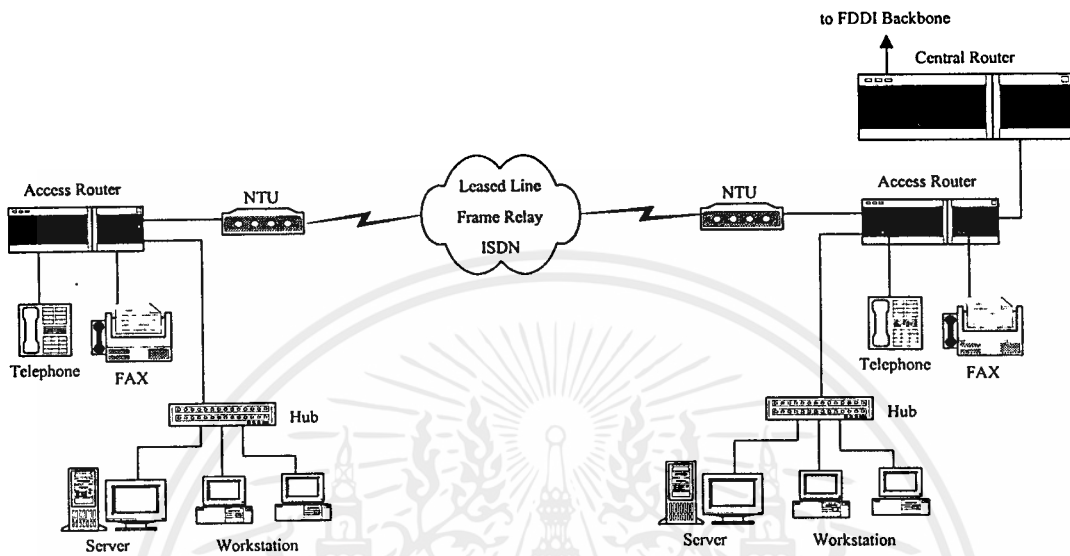 to FDDI Backbone
Central Router
Access Router
NTU
Leased Line
Frame Relay
ISDN
NTU
Access Router
Telephone
FAX
Telephone
FAX
Hub
Hub
Server
Workstation
Server
Workstation